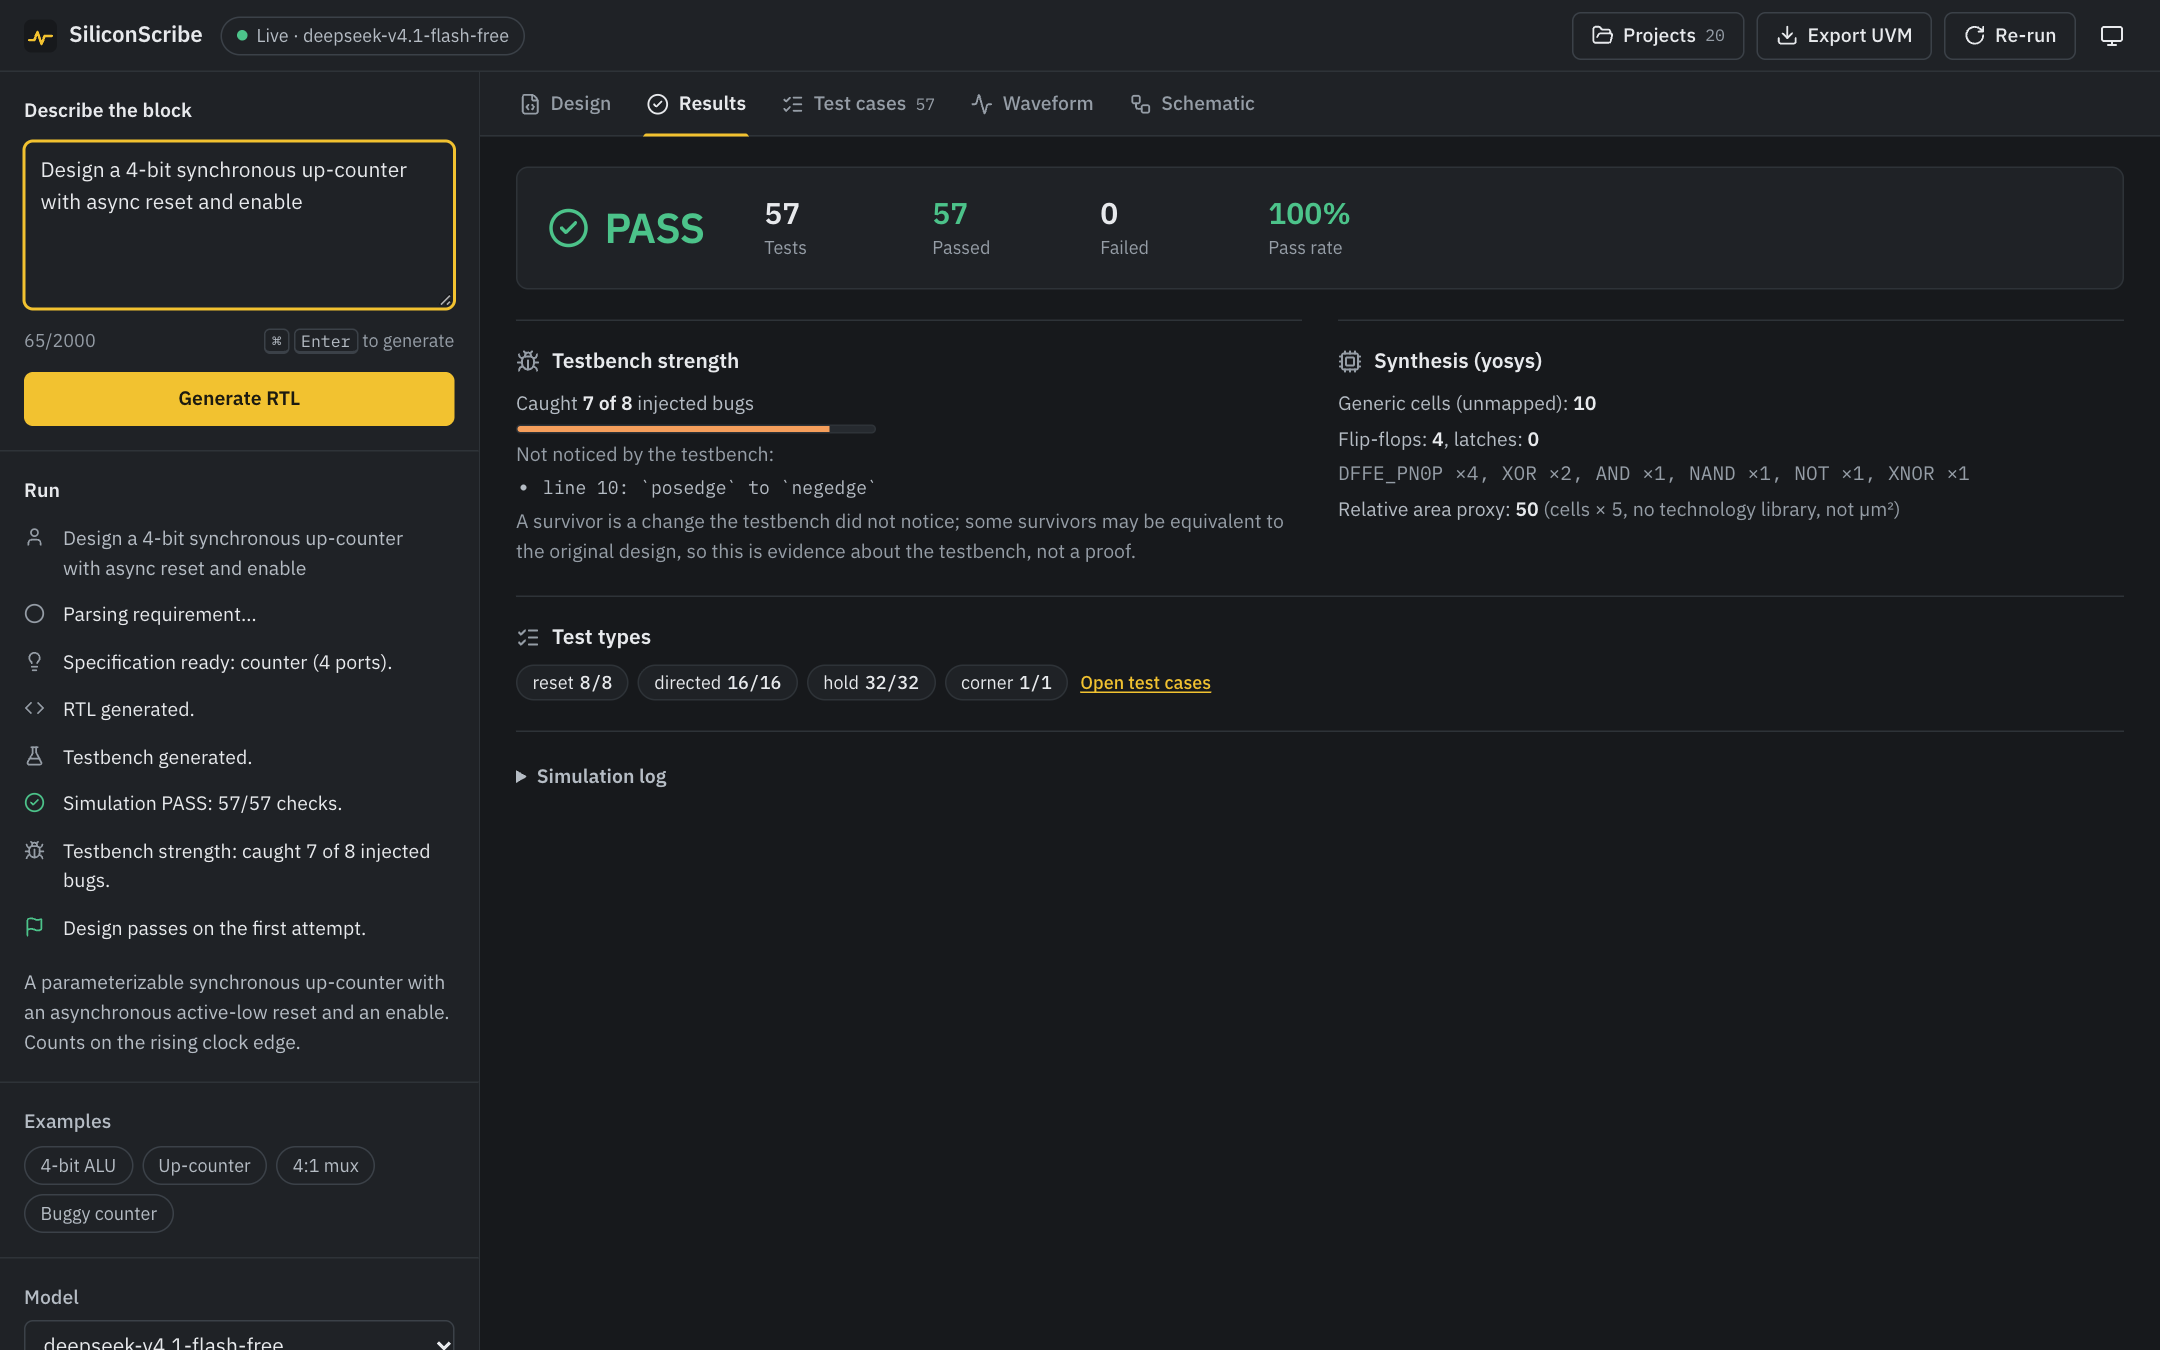 SiliconScribe
Live · deepseek-v4.1-flash-free
Projects 20
Export UVM
Re-run
Describe the block
Design a 4-bit synchronous up-counter
with async reset and enable
65/2000
⌘ Enter to generate
Generate RTL
Run
Design a 4-bit synchronous up-counter
with async reset and enable
Parsing requirement...
Specification ready: counter (4 ports).
RTL generated.
Testbench generated.
Simulation PASS: 57/57 checks.
Testbench strength: caught 7 of 8 injected
bugs.
Design passes on the first attempt.
A parameterizable synchronous up-counter with
an asynchronous active-low reset and an enable.
Counts on the rising clock edge.
Examples
4-bit ALU
Up-counter
4:1 mux
Buggy counter
Model
deepseek-v4.1-flash-free
Design
Results
Test cases 57
Waveform
Schematic
PASS
57
Tests
57
Passed
0
Failed
100%
Pass rate
Testbench strength
Caught 7 of 8 injected bugs
Not noticed by the testbench:
• line 10: `posedge` to `negedge`
A survivor is a change the testbench did not notice; some survivors may be equivalent to
the original design, so this is evidence about the testbench, not a proof.
Synthesis (yosys)
Generic cells (unmapped): 10
Flip-flops: 4, latches: 0
DFFE_PN0P ×4, XOR ×2, AND ×1, NAND ×1, NOT ×1, XNOR ×1
Relative area proxy: 50 (cells × 5, no technology library, not µm²)
Test types
reset 8/8
directed 16/16
hold 32/32
corner 1/1
Open test cases
Simulation log